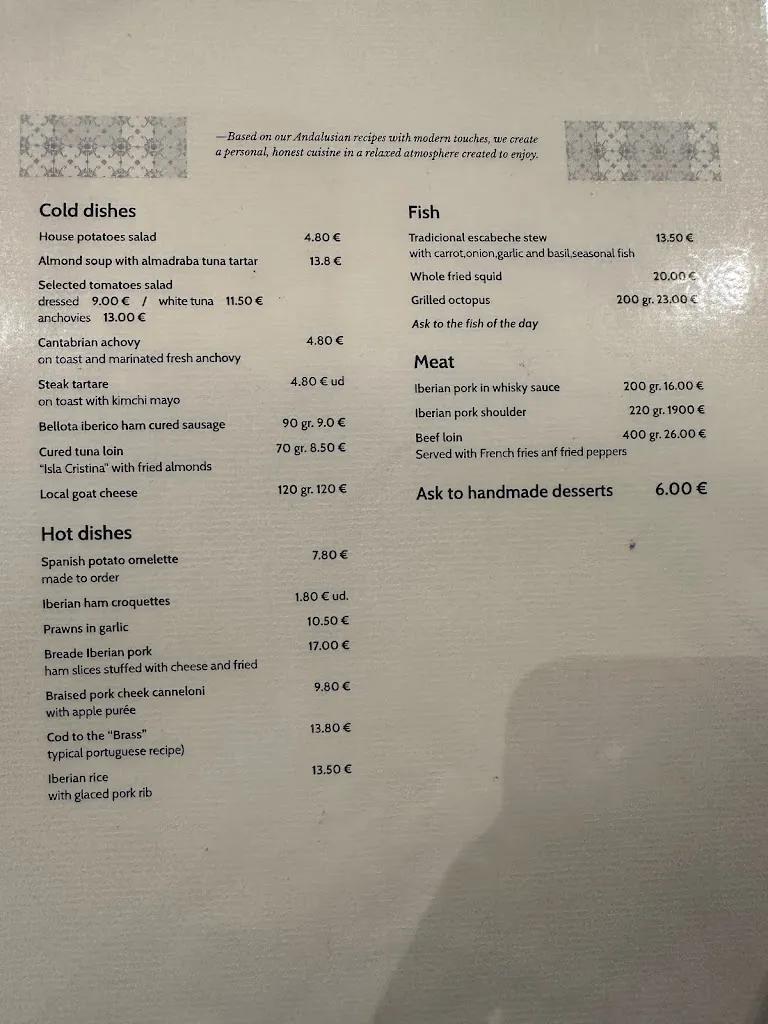 —Based on our Andalusian recipes with modern touches, we create
a personal, honest cuisine in a relaxed atmosphere created to enjoy.
Cold dishes
House potatoes salad 4.80 €
Almond soup with almadraba tuna tartar 13.8 €
Selected tomatoes salad
dressed 9.00 € / white tuna 11.50 €
anchovies 13.00 €
Cantabrian achovy 4.80 €
on toast and marinated fresh anchovy
Steak tartare 4.80 € ud
on toast with kimchi mayo
Bellota iberico ham cured sausage 90 gr. 9.0 €
Cured tuna loin 70 gr. 8.50 €
"Isla Cristina" with fried almonds
Local goat cheese 120 gr. 120 €
Hot dishes
Spanish potato omelette 7.80 €
made to order
Iberian ham croquettes 1.80 € ud.
Prawns in garlic 10.50 €
Breade Iberian pork 17.00 €
ham slices stuffed with cheese and fried
Braised pork cheek canneloni 9.80 €
with apple purée
Cod to the "Brass" 13.80 €
typical portuguese recipe)
Iberian rice 13.50 €
with glaced pork rib
Fish
Tradicional escabeche stew 13.50 €
with carrot,onion,garlic and basil,seasonal fish
Whole fried squid 20.00 €
Grilled octopus 200 gr. 23.00 €
Ask to the fish of the day
Meat
Iberian pork in whisky sauce 200 gr. 16.00 €
Iberian pork shoulder 220 gr. 1900 €
Beef loin 400 gr. 26.00 €
Served with French fries anf fried peppers
Ask to handmade desserts 6.00 €